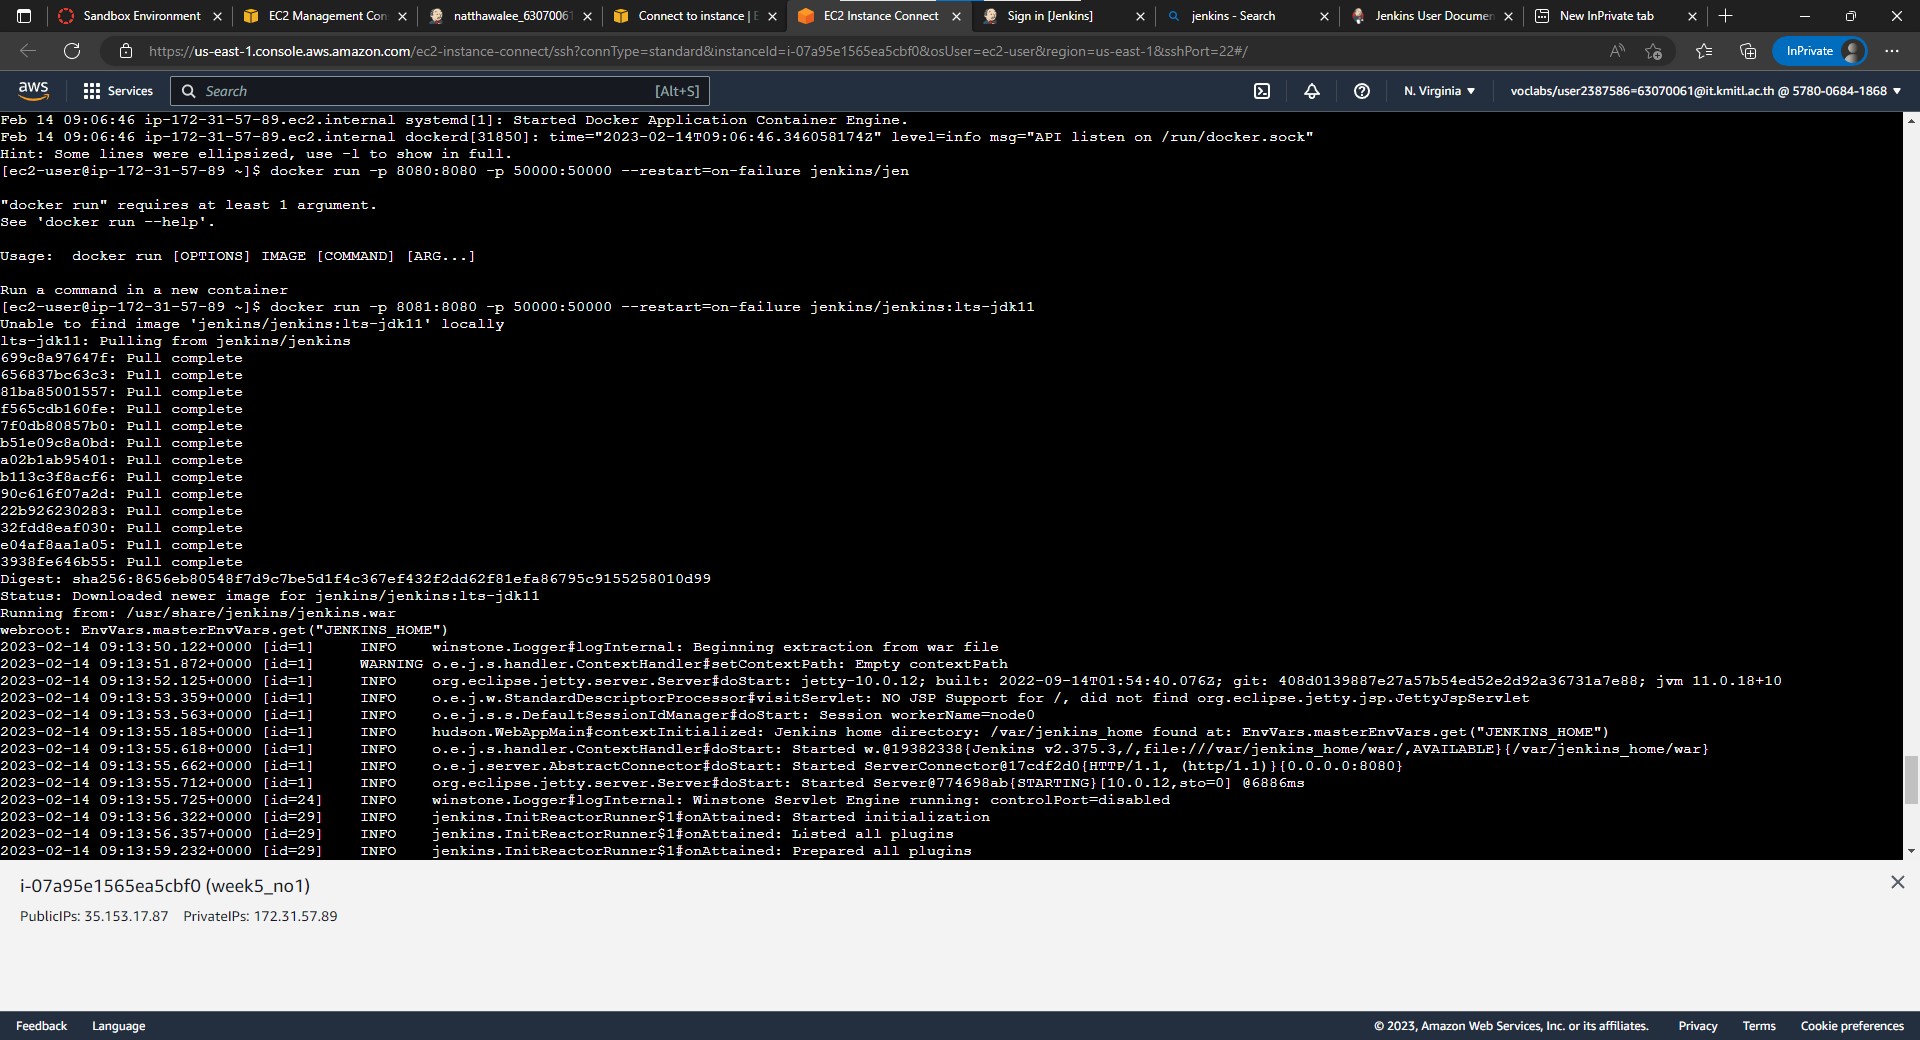 Sandbox Environment
EC2 Management Con
natthawalee_63070061
Connect to instance | E
EC2 Instance Connect
Sign in [Jenkins]
jenkins - Search
Jenkins User Documen
New InPrivate tab
https://us-east-1.console.aws.amazon.com/ec2-instance-connect/ssh?connType=standard&instanceId=i-07a95e1565ea5cbf0&osUser=ec2-user&region=us-east-1&sshPort=22#/
InPrivate
aws
Services
Search [Alt+S]
N. Virginia
voclabs/user2387586=63070061@it.kmitl.ac.th @ 5780-0684-1868
Feb 14 09:06:46 ip-172-31-57-89.ec2.internal systemd[1]: Started Docker Application Container Engine.
Feb 14 09:06:46 ip-172-31-57-89.ec2.internal dockerd[31850]: time="2023-02-14T09:06:46.346058174Z" level=info msg="API listen on /run/docker.sock"
Hint: Some lines were ellipsized, use -l to show in full.
[ec2-user@ip-172-31-57-89 ~]$ docker run -p 8080:8080 -p 50000:50000 --restart=on-failure jenkins/jen
"docker run" requires at least 1 argument.
See 'docker run --help'.
Usage:  docker run [OPTIONS] IMAGE [COMMAND] [ARG...]
Run a command in a new container
[ec2-user@ip-172-31-57-89 ~]$ docker run -p 8081:8080 -p 50000:50000 --restart=on-failure jenkins/jenkins:lts-jdk11
Unable to find image 'jenkins/jenkins:lts-jdk11' locally
lts-jdk11: Pulling from jenkins/jenkins
699c8a97647f: Pull complete
656837bc63c3: Pull complete
81ba85001557: Pull complete
f565cdb160fe: Pull complete
7f0db80857b0: Pull complete
b51e09c8a0bd: Pull complete
a02b1ab95401: Pull complete
b113c3f8acf6: Pull complete
90c616f07a2d: Pull complete
22b926230283: Pull complete
32fdd8eaf030: Pull complete
e04af8aa1a05: Pull complete
3938fe646b55: Pull complete
Digest: sha256:8656eb80548f7d9c7be5d1f4c367ef432f2dd62f81efa86795c9155258010d99
Status: Downloaded newer image for jenkins/jenkins:lts-jdk11
Running from: /usr/share/jenkins/jenkins.war
webroot: EnvVars.masterEnvVars.get("JENKINS_HOME")
2023-02-14 09:13:50.122+0000 [id=1]     INFO    winstone.Logger#logInternal: Beginning extraction from war file
2023-02-14 09:13:51.872+0000 [id=1]     WARNING o.e.j.s.handler.ContextHandler#setContextPath: Empty contextPath
2023-02-14 09:13:52.125+0000 [id=1]     INFO    org.eclipse.jetty.server.Server#doStart: jetty-10.0.12; built: 2022-09-14T01:54:40.076Z; git: 408d0139887e27a57b54ed52e2d92a36731a7e88; jvm 11.0.18+10
2023-02-14 09:13:53.359+0000 [id=1]     INFO    o.e.j.w.StandardDescriptorProcessor#visitServlet: NO JSP Support for /, did not find org.eclipse.jetty.jsp.JettyJspServlet
2023-02-14 09:13:53.563+0000 [id=1]     INFO    o.e.j.s.s.DefaultSessionIdManager#doStart: Session workerName=node0
2023-02-14 09:13:55.185+0000 [id=1]     INFO    hudson.WebAppMain#contextInitialized: Jenkins home directory: /var/jenkins_home found at: EnvVars.masterEnvVars.get("JENKINS_HOME")
2023-02-14 09:13:55.618+0000 [id=1]     INFO    o.e.j.s.handler.ContextHandler#doStart: Started w.@19382338{Jenkins v2.375.3,/,file:///var/jenkins_home/war/,AVAILABLE}{/var/jenkins_home/war}
2023-02-14 09:13:55.662+0000 [id=1]     INFO    o.e.j.server.AbstractConnector#doStart: Started ServerConnector@17cdf2d0{HTTP/1.1, (http/1.1)}{0.0.0.0:8080}
2023-02-14 09:13:55.712+0000 [id=1]     INFO    org.eclipse.jetty.server.Server#doStart: Started Server@774698ab{STARTING}[10.0.12,sto=0] @6886ms
2023-02-14 09:13:55.725+0000 [id=24]    INFO    winstone.Logger#logInternal: Winstone Servlet Engine running: controlPort=disabled
2023-02-14 09:13:56.322+0000 [id=29]    INFO    jenkins.InitReactorRunner$1#onAttained: Started initialization
2023-02-14 09:13:56.357+0000 [id=29]    INFO    jenkins.InitReactorRunner$1#onAttained: Listed all plugins
2023-02-14 09:13:59.232+0000 [id=29]    INFO    jenkins.InitReactorRunner$1#onAttained: Prepared all plugins
i-07a95e1565ea5cbf0 (week5_no1)
PublicIPs: 35.153.17.87   PrivateIPs: 172.31.57.89
Feedback
Language
© 2023, Amazon Web Services, Inc. or its affiliates.
Privacy
Terms
Cookie preferences